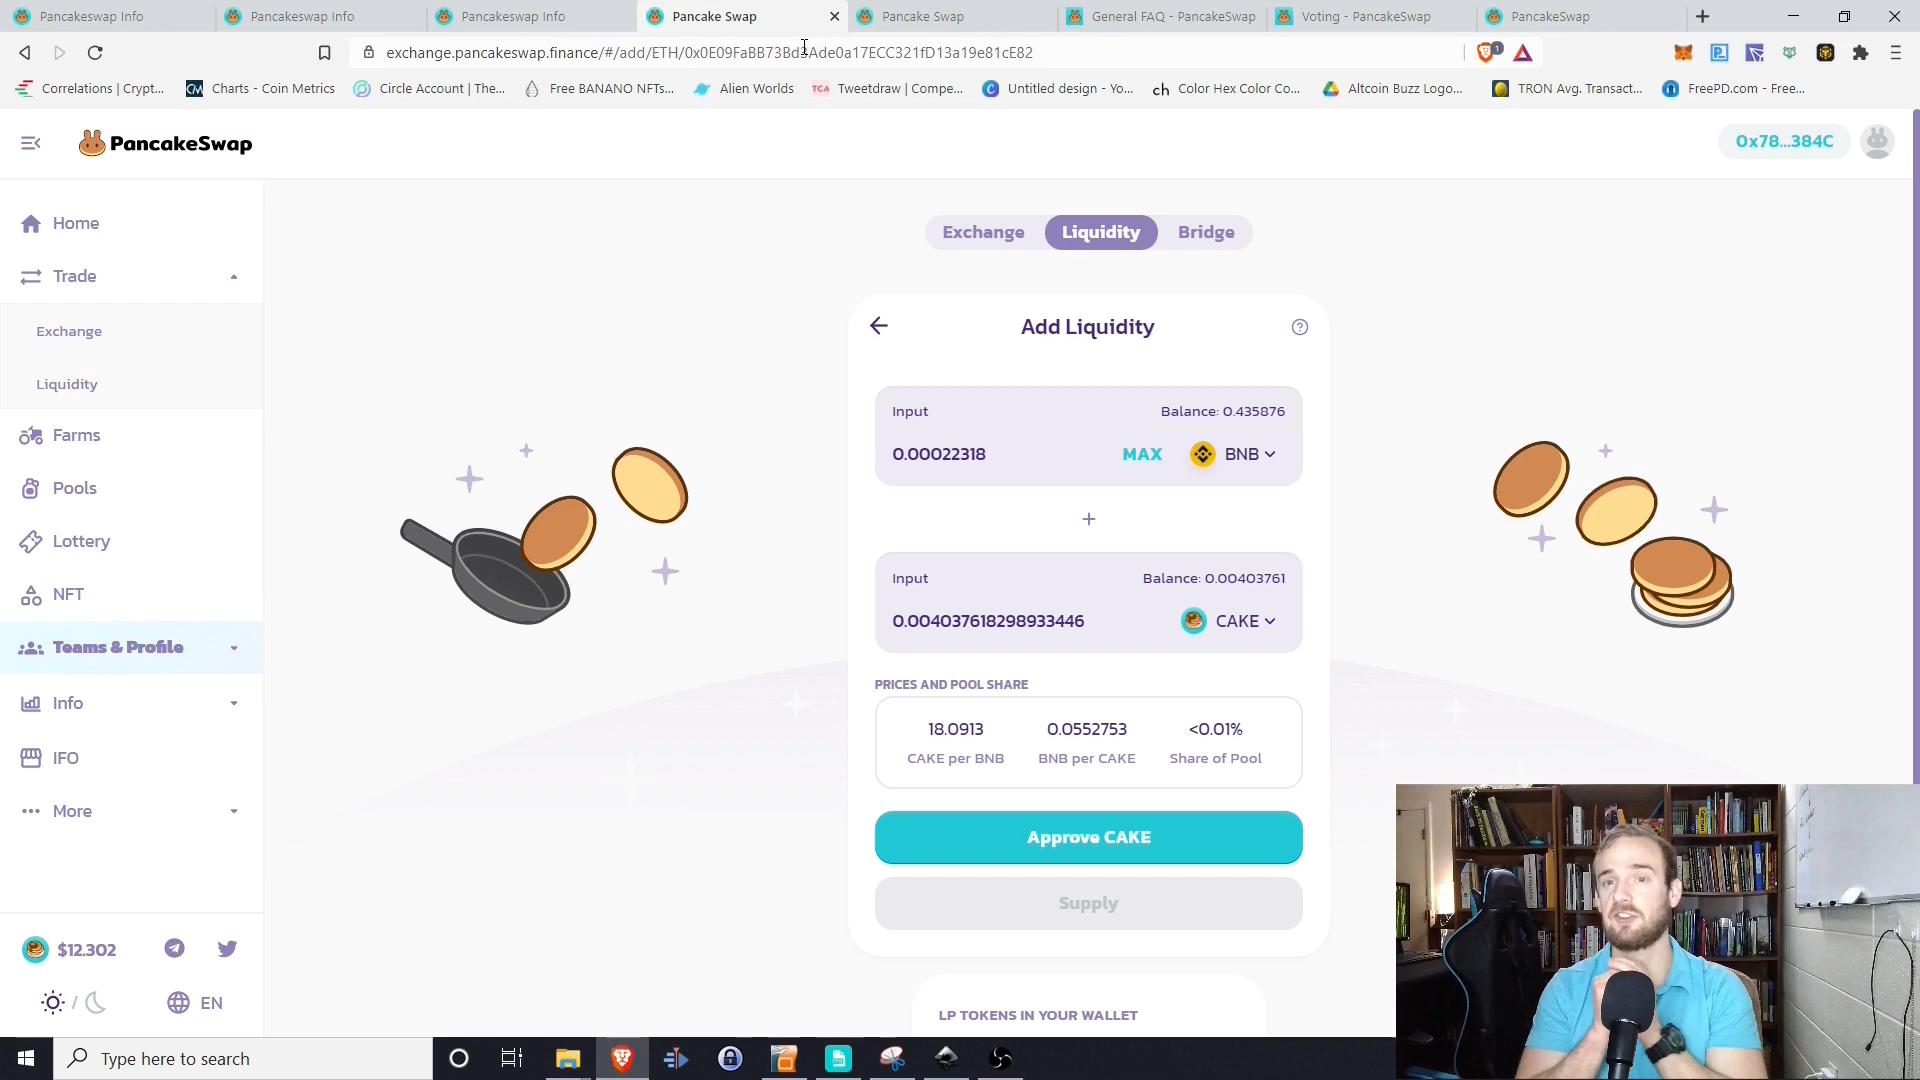 Pancakeswap Info
Pancakeswap Info
Pancakeswap Info
Pancake Swap
Pancake Swap
General FAQ - PancakeSwap
Voting - PancakeSwap
PancakeSwap
exchange.pancakeswap.finance/#/add/ETH/0x0E09FaBB73Bd3Ade0a17ECC321fD13a19e81cE82
1
Correlations | Crypt...
CM Charts - Coin Metrics
Circle Account | The...
Free BANANO NFTs...
Alien Worlds
TCA Tweetdraw | Compe...
Untitled design - Yo...
ch Color Hex Color Co...
Altcoin Buzz Logo...
TRON Avg. Transact...
FreePD.com - Free...
PancakeSwap
0x78...384C
Home
Trade
Exchange
Liquidity
Farms
Pools
Lottery
NFT
Teams & Profile
Info
IFO
More
$12.302
EN
Exchange
Liquidity
Bridge
Add Liquidity
Input
Balance: 0.435876
0.00022318
MAX
BNB
+
Input
Balance: 0.00403761
0.004037618298933446
CAKE
PRICES AND POOL SHARE
18.0913
0.0552753
<0.01%
CAKE per BNB
BNB per CAKE
Share of Pool
Approve CAKE
Supply
LP TOKENS IN YOUR WALLET
Type here to search